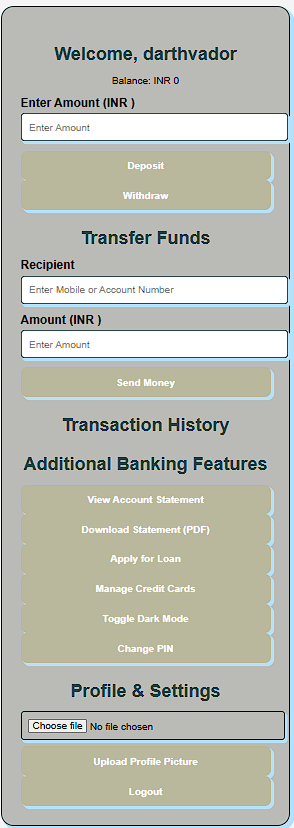 Welcome, darthvador
Balance: INR 0
Enter Amount (INR )
Enter Amount
Deposit
Withdraw
Transfer Funds
Recipient
Enter Mobile or Account Number
Amount (INR )
Enter Amount
Send Money
Transaction History
Additional Banking Features
View Account Statement
Download Statement (PDF)
Apply for Loan
Manage Credit Cards
Toggle Dark Mode
Change PIN
Profile & Settings
Choose file No file chosen
Upload Profile Picture
Logout